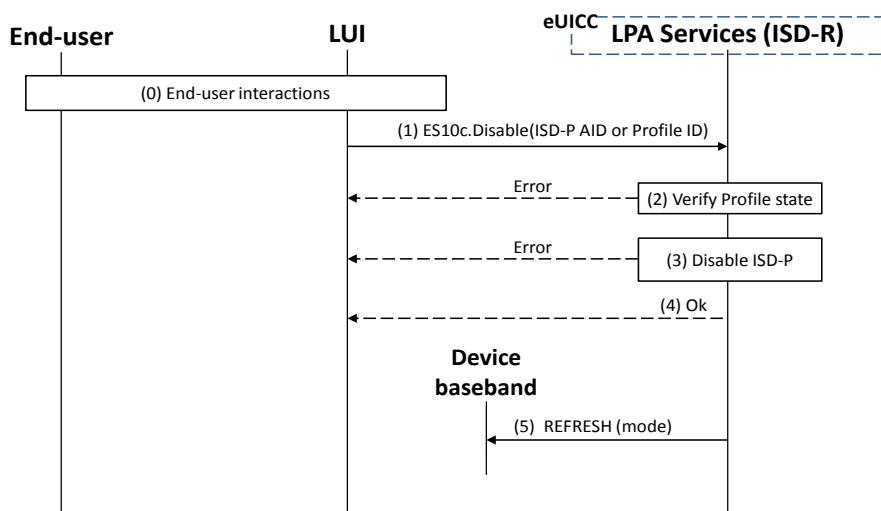 eUICC
End-user
LUI
LPA Services (ISD-R)
(0) End-user interactions
(1) ES10c.Disable(ISD-P AID or Profile ID)
Error
(2) Verify Profile state
Error
(3) Disable ISD-P
(4) Ok
Device
baseband
(5) REFRESH (mode)